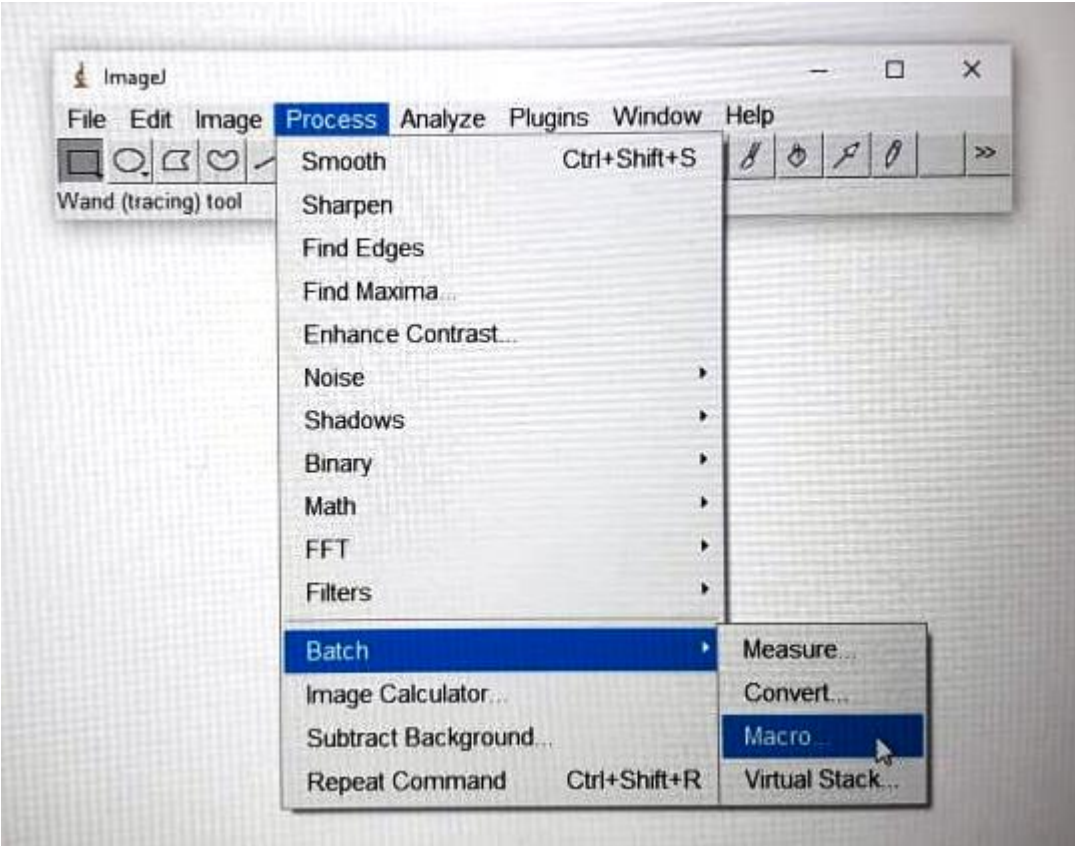 ImageJ
File Edit Image Process Analyze Plugins Window Help
Wand (tracing) tool
Smooth Ctrl+Shift+S
Sharpen
Find Edges
Find Maxima...
Enhance Contrast...
Noise
Shadows
Binary
Math
FFT
Filters
Batch
Image Calculator...
Subtract Background...
Repeat Command Ctrl+Shift+R
Measure...
Convert...
Macro...
Virtual Stack...
>>